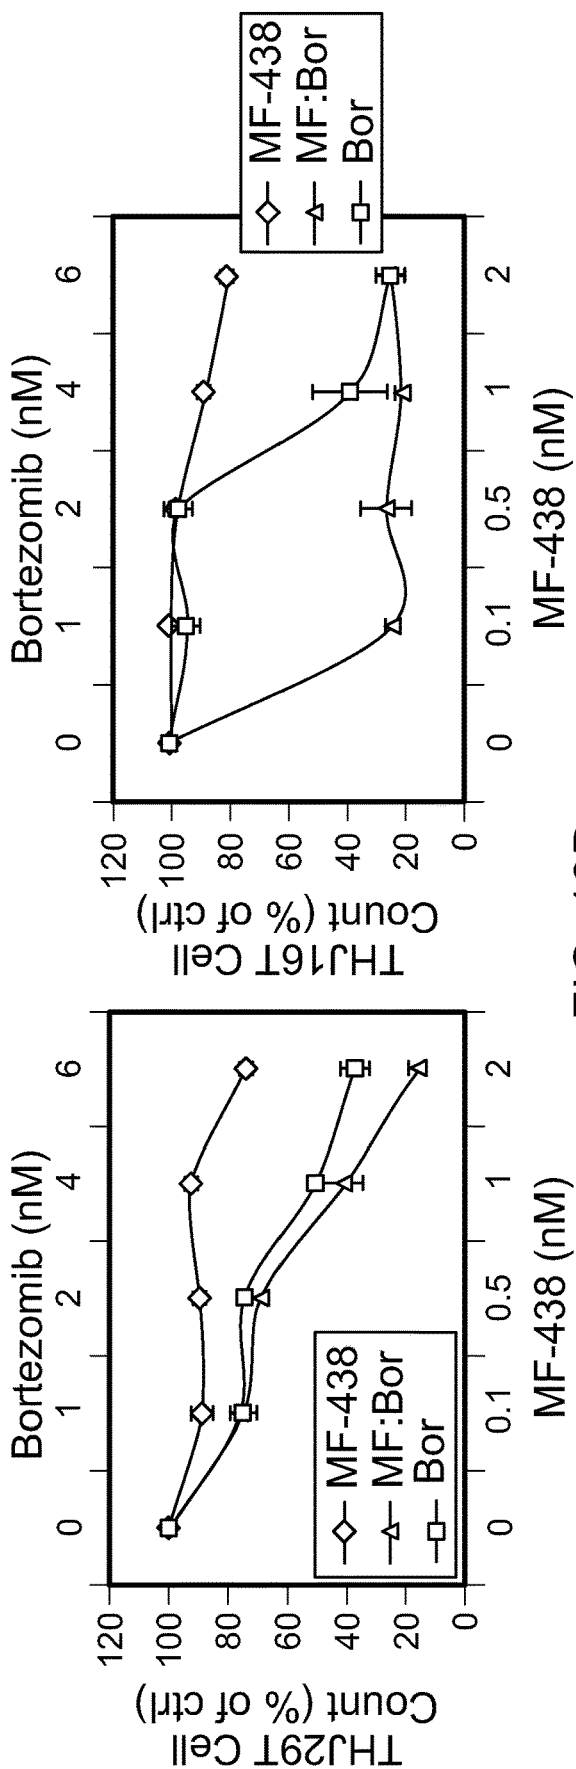 Bortezomib (nM)
0 1 2 4 6
120
100
80
60
40
20
0
THJ29T Cell
Count (% of ctrl)
MF-438
MF:Bor
Bor
0 0.1 0.5 1 2
MF-438 (nM)
Bortezomib (nM)
0 1 2 4 6
120
100
80
60
40
20
0
THJ16T Cell
Count (% of ctrl)
MF-438
MF:Bor
Bor
0 0.1 0.5 1 2
MF-438 (nM)